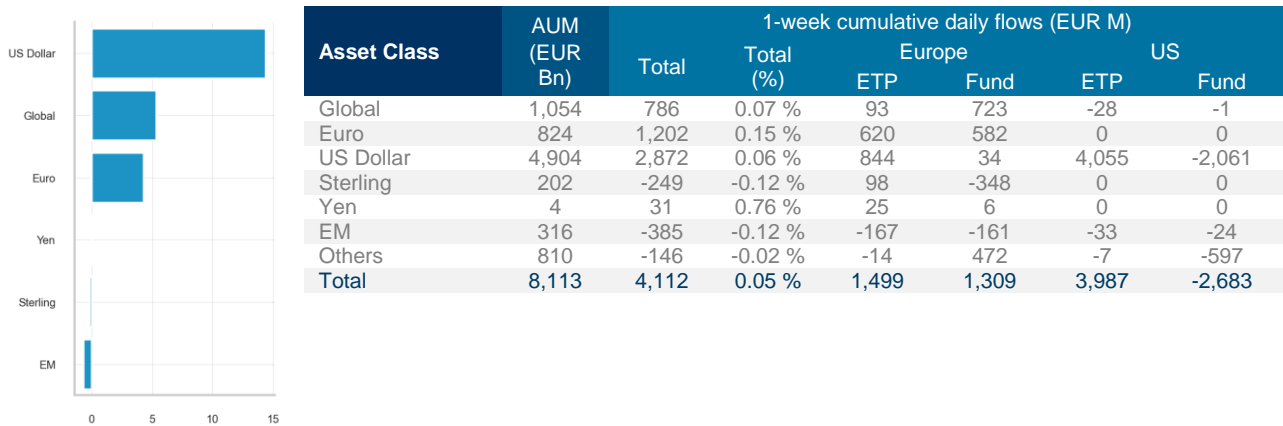 US Dollar
Global
Euro
Yen
Sterling
EM
0 5 10 15
Asset Class AUM (EUR Bn) 1-week cumulative daily flows (EUR M)
Total Total (%) Europe US
ETP Fund ETP Fund
Global 1,054 786 0.07 % 93 723 -28 -1
Euro 824 1,202 0.15 % 620 582 0 0
US Dollar 4,904 2,872 0.06 % 844 34 4,055 -2,061
Sterling 202 -249 -0.12 % 98 -348 0 0
Yen 4 31 0.76 % 25 6 0 0
EM 316 -385 -0.12 % -167 -161 -33 -24
Others 810 -146 -0.02 % -14 472 -7 -597
Total 8,113 4,112 0.05 % 1,499 1,309 3,987 -2,683